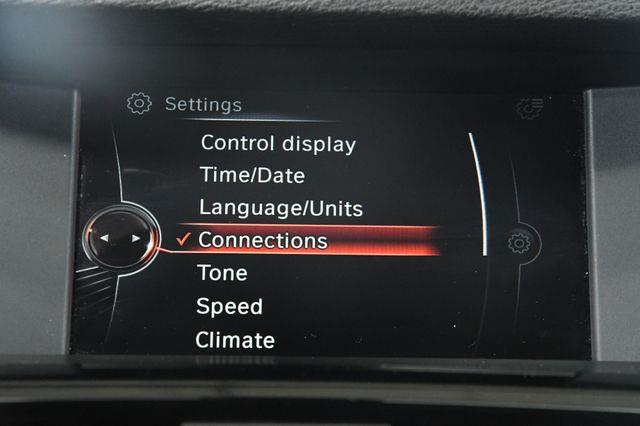 Settings
Control display
Time/Date
Language/Units
Connections
Tone
Speed
Climate